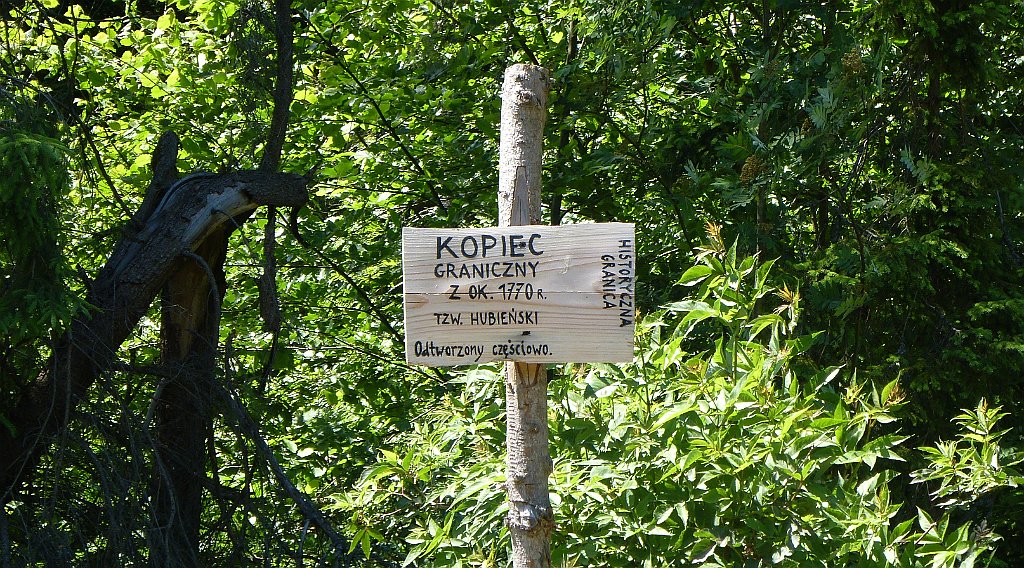 KOPIEC
GRANICZNY
Z OK. 1770 R.
TZW. HUBIEŃSKI
Odtworzony częściowo.
HISTORYCZNA
GRANICA